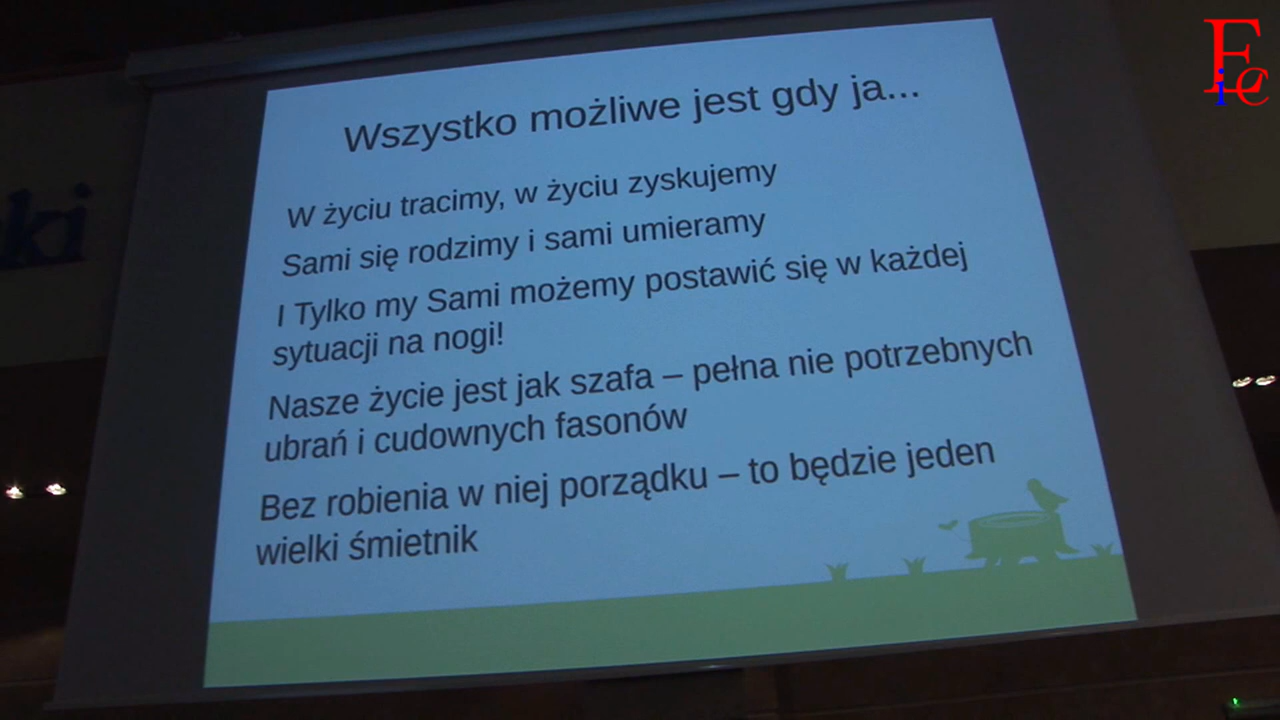 Wszystko możliwe jest gdy ja...
W życiu tracimy, w życiu zyskujemy
Sami się rodzimy i sami umieramy
I Tylko my Sami możemy postawić się w każdej
sytuacji na nogi!
Nasze życie jest jak szafa – pełna nie potrzebnych
ubrań i cudownych fasonów
Bez robienia w niej porządku – to będzie jeden
wielki śmietnik
EiC
ki